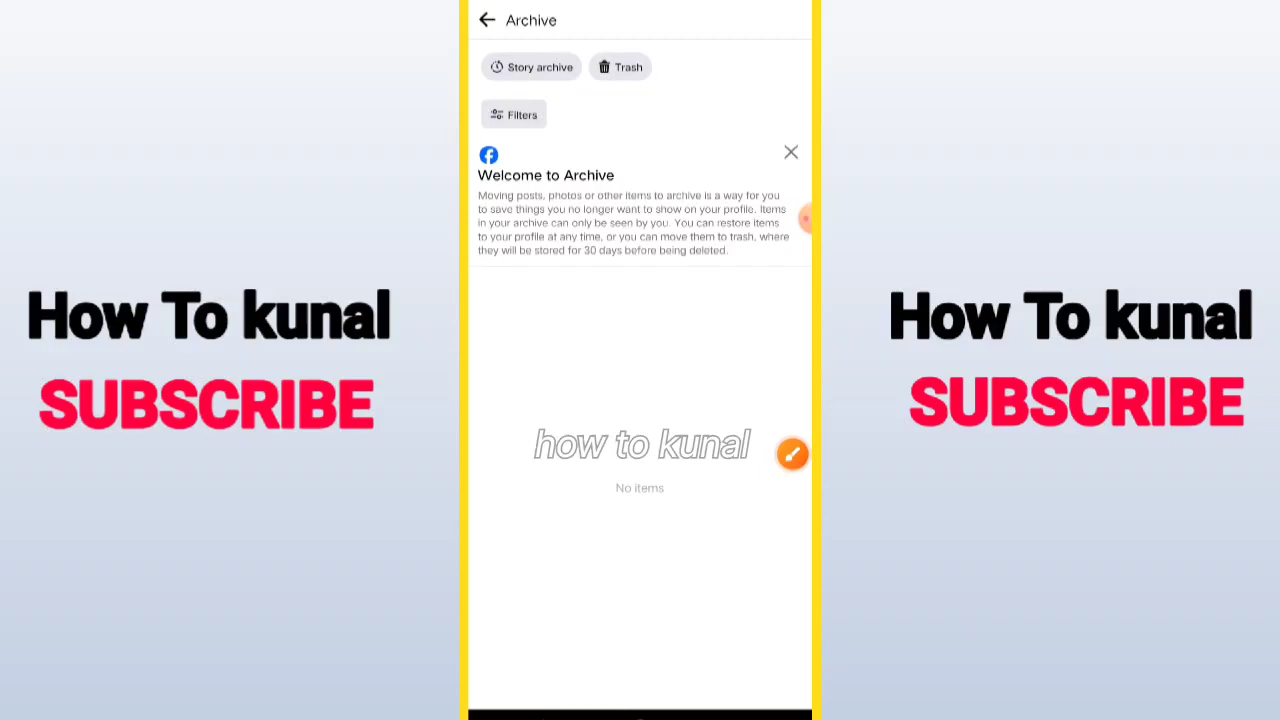 Archive
Story archive
Trash
Filters
Welcome to Archive
Moving posts, photos or other items to archive is a way for you
to save things you no longer want to show on your profile. Items
in your archive can only be seen by you. You can restore items
to your profile at any time, or you can move them to trash, where
they will be stored for 30 days before being deleted.
how to kunal
No items
How To kunal
SUBSCRIBE
How To kunal
SUBSCRIBE